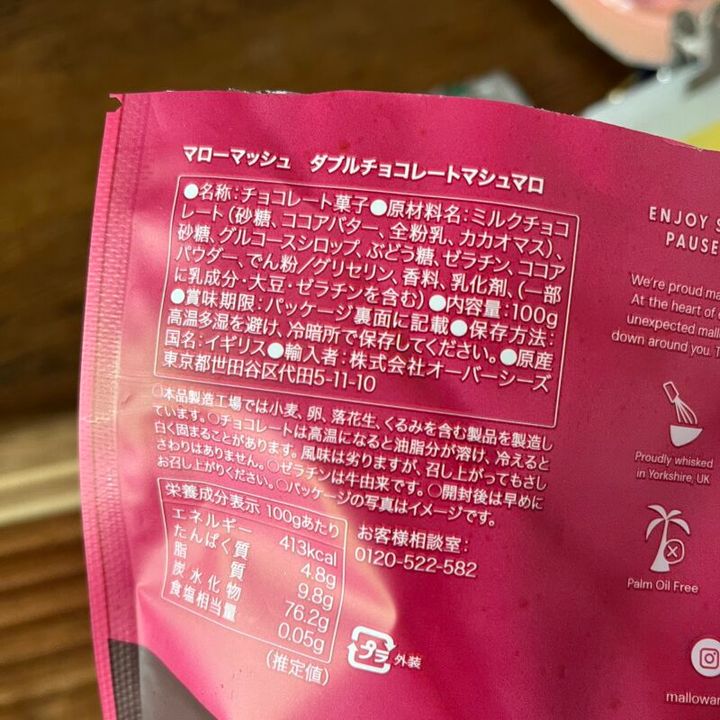 マローマッシュ ダブルチョコレートマシュマロ
●名称:チョコレート菓子●原材料名:ミルクチョコ
レート(砂糖、ココアバター、全粉乳、カカオマス)、
砂糖、グルコースシロップ、ぶどう糖、ゼラチン、ココア
パウダー、でん粉/グリセリン、香料、乳化剤、(一部
に乳成分・大豆・ゼラチンを含む)●内容量:100g
●賞味期限:パッケージ裏面に記載●保存方法:
高温多湿を避け、冷暗所で保存してください。●原産
国名:イギリス●輸入者:株式会社オーバーシーズ
東京都世田谷区代田5-11-10
○本品製造工場では小麦、卵、落花生、くるみを含む製品を製造し
ています。○チョコレートは高温になると油脂分が溶け、冷えると
白く固まることがあります。風味は劣りますが、召し上がってもさし
さわりはありません。○ゼラチンは牛由来です。○開封後は早めに
お召し上がりください。○パッケージの写真はイメージです。
栄養成分表示 100gあたり
エネルギー 413kcal
たんぱく質 4.8g
脂質 9.8g
炭水化物 76.2g
食塩相当量 0.05g
(推定値)
お客様相談室:
0120-522-582
プラ 外装
ENJOY
PAUSE
We're proud
At the heart of
unexpected
down around you.
Proudly whisked
in Yorkshire, UK
Palm Oil Free